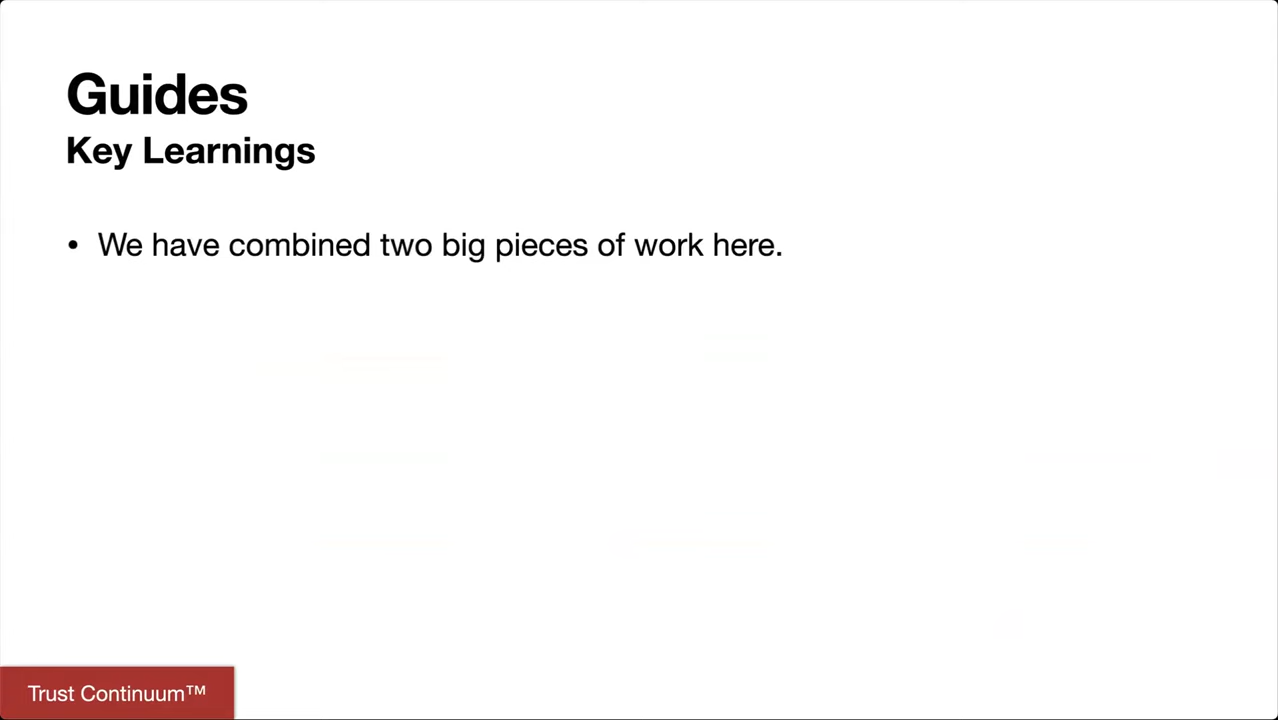 Guides
Key Learnings
• We have combined two big pieces of work here.
Trust Continuum™